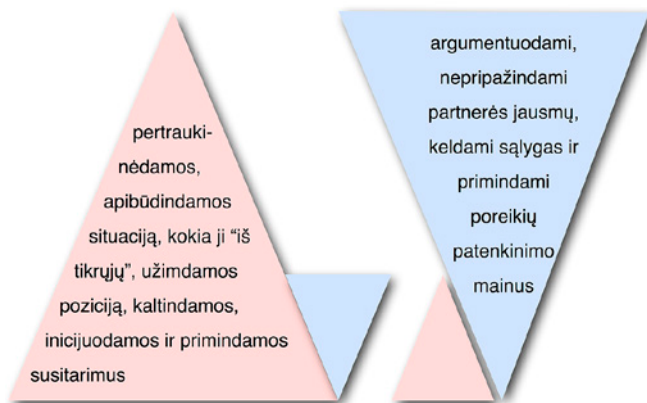 pertrauki-
nėdamos,
apibūdindamos
situaciją, kokia ji “iš
tikrųjų”, užimdamos
poziciją, kaltindamos,
inicijuodamos ir primindamos
susitarimus
argumentuodami,
nepripažindami
partnerės jausmų,
keldami sąlygas ir
primindami
poreikių
patenkinimo
mainus